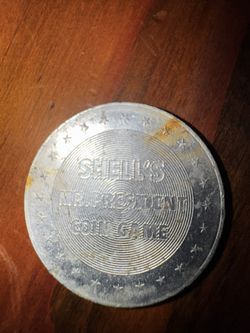 SHELL'S
MR. PRESIDENT
COIN GAME